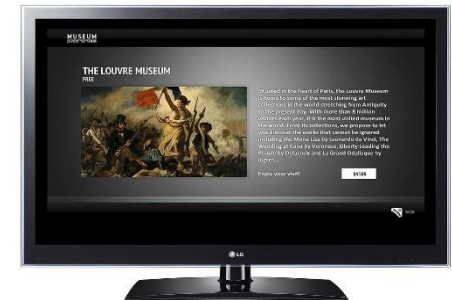 MUSEUM
THE LOUVRE MUSEUM
FREE
Situated in the heart of Paris, the Louvre Museum
is home to some of the most stunning art
collections in the world stretching from Antiquity
to the present day. With more than 8 million
visitors each year, it is the most visited museum in
the world. From its collections, we propose to let
you discover the works that cannot be ignored
including the Mona Lisa by Leonardo da Vinci, The
Wedding at Cana by Veronese, Liberty Leading the
People by Delacroix and La Grand Odalisque by
Ingres...
Enjoy your visit!
ENTER
LG